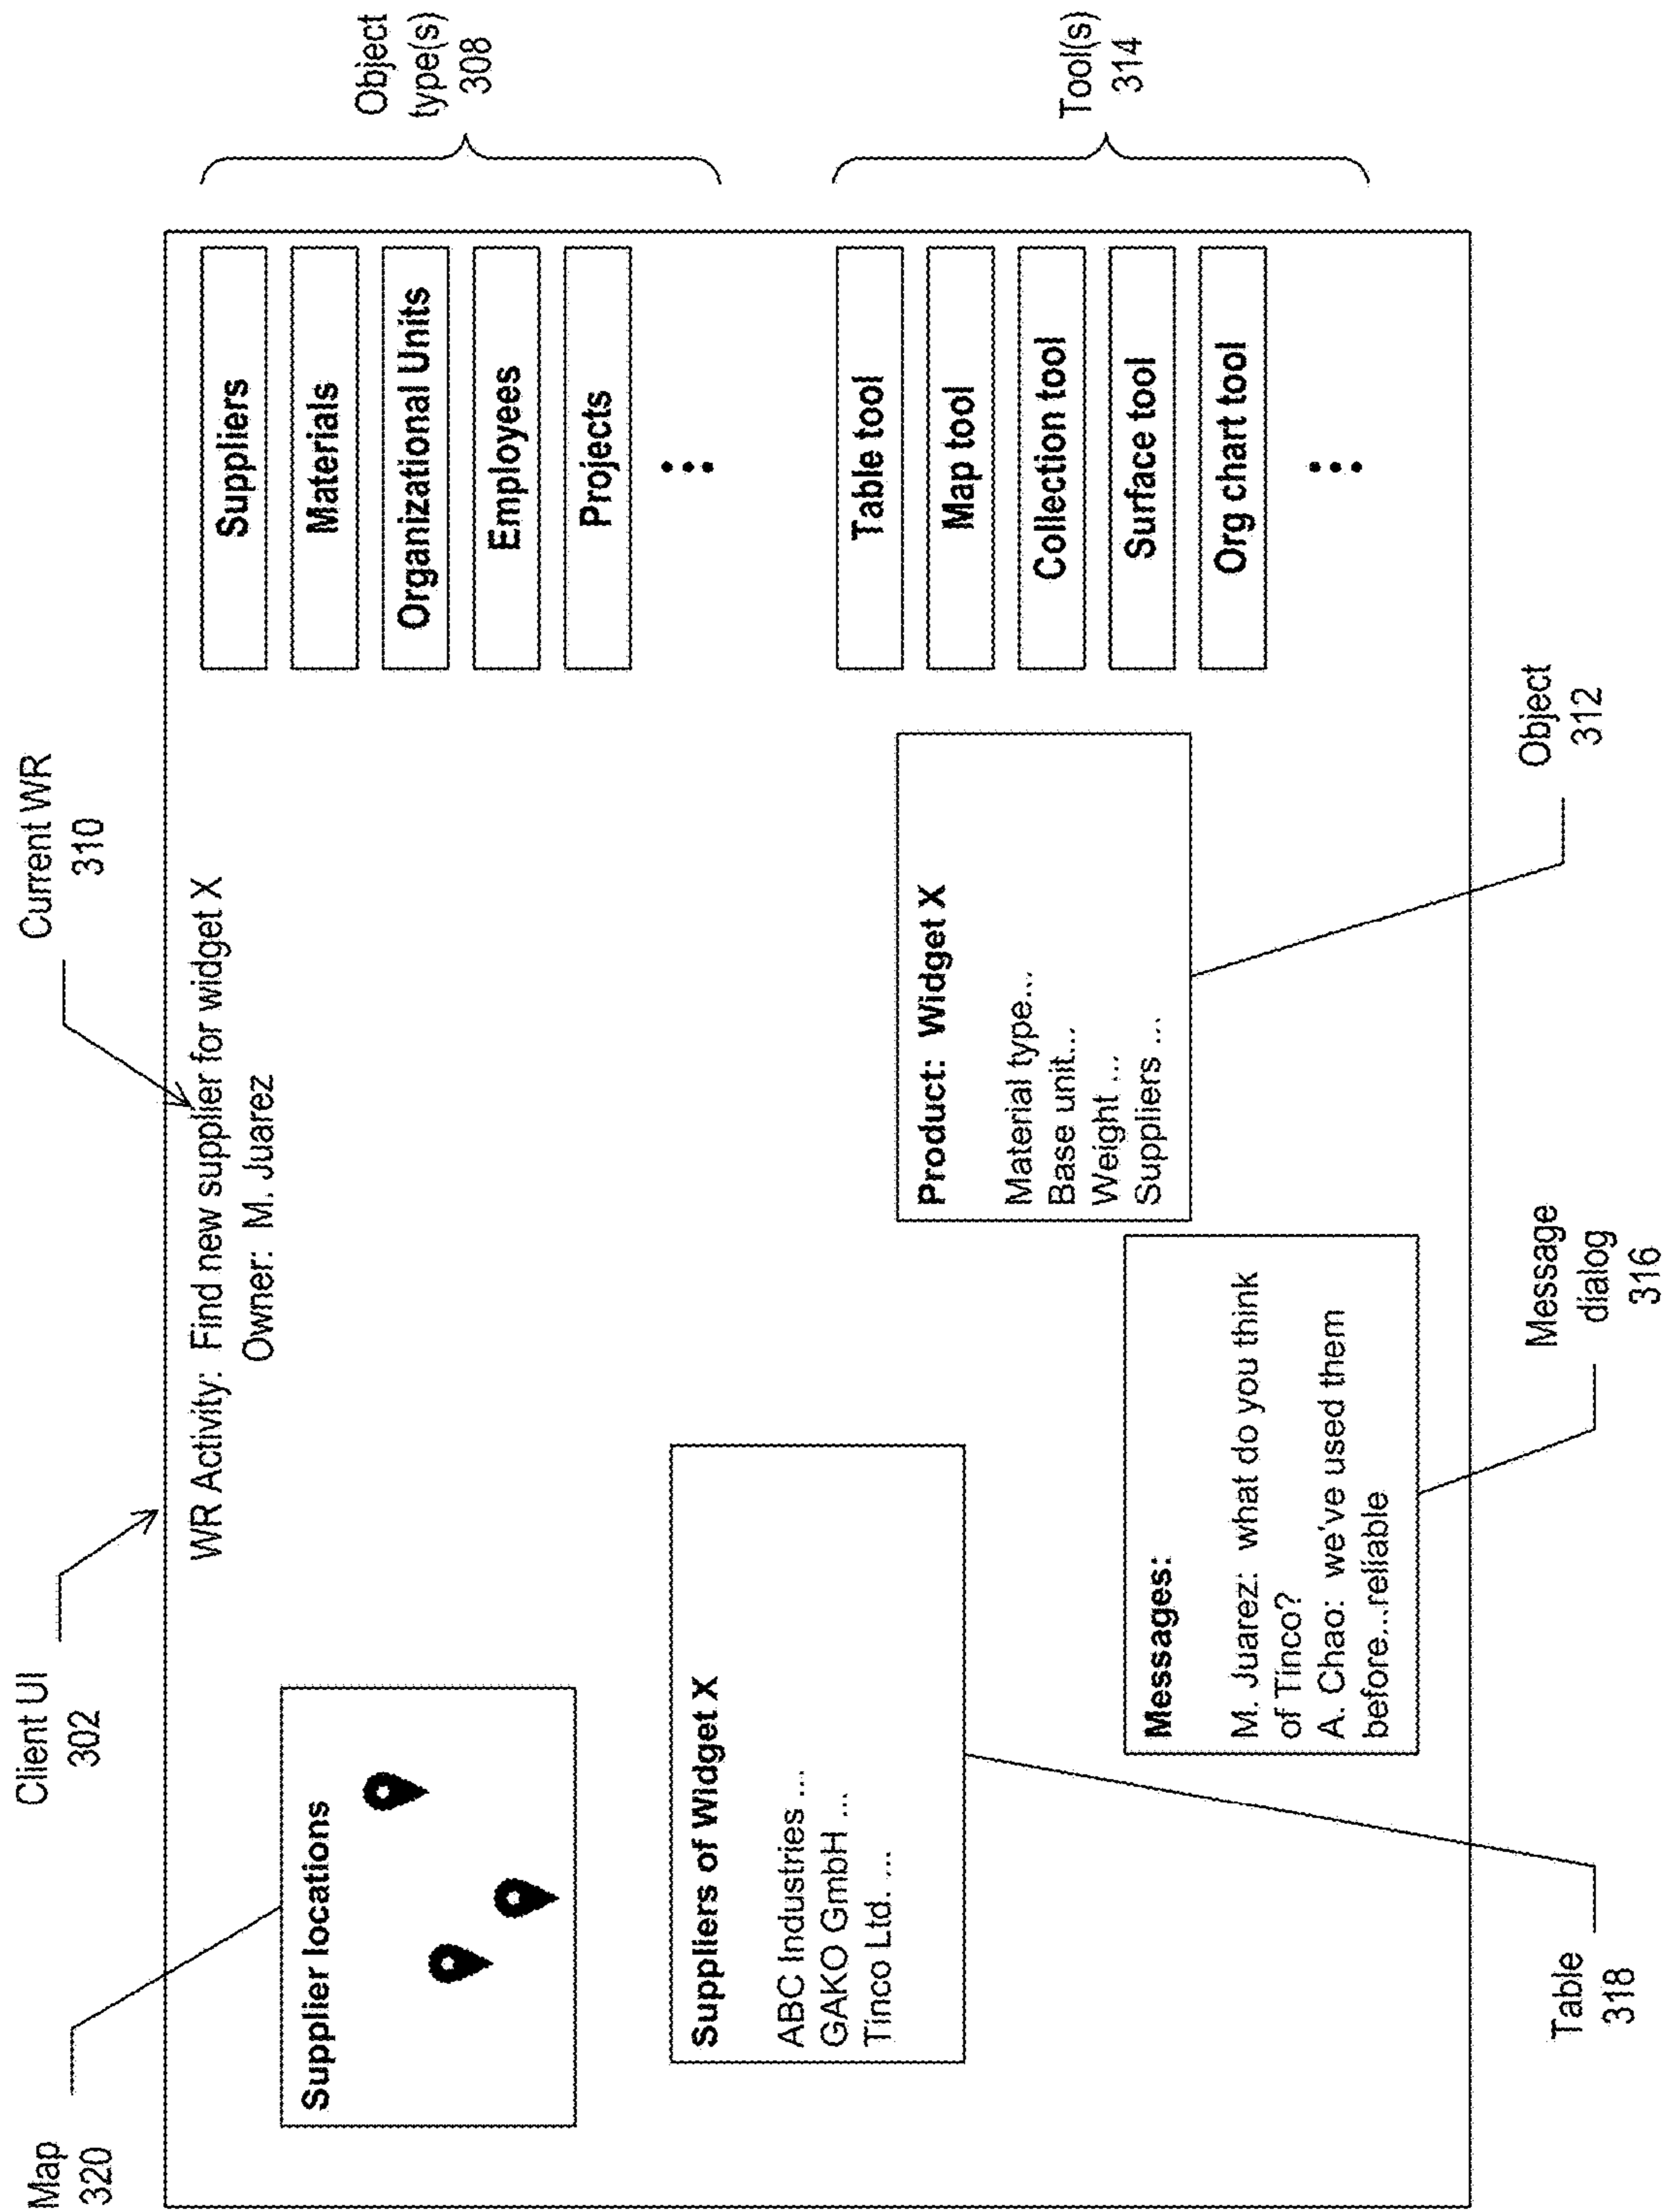 Map
320
Client UI
302
Current WR
310
WR Activity: Find new supplier for widget X
Owner: M. Juarez
Supplier locations
Suppliers of Widget X
ABC Industries ...
GAKO GmbH ...
Tinco Ltd. ...
Messages:
M. Juarez: what do you think
of Tinco?
A. Chao: we've used them
before...reliable
Product: Widget X
Material type...
Base unit...
Weight ...
Suppliers ...
Suppliers
Materials
Organizational Units
Employees
Projects
Table tool
Map tool
Collection tool
Surface tool
Org chart tool
Object
type(s)
308
Tool(s)
314
Table
318
Message
dialog
316
Object
312